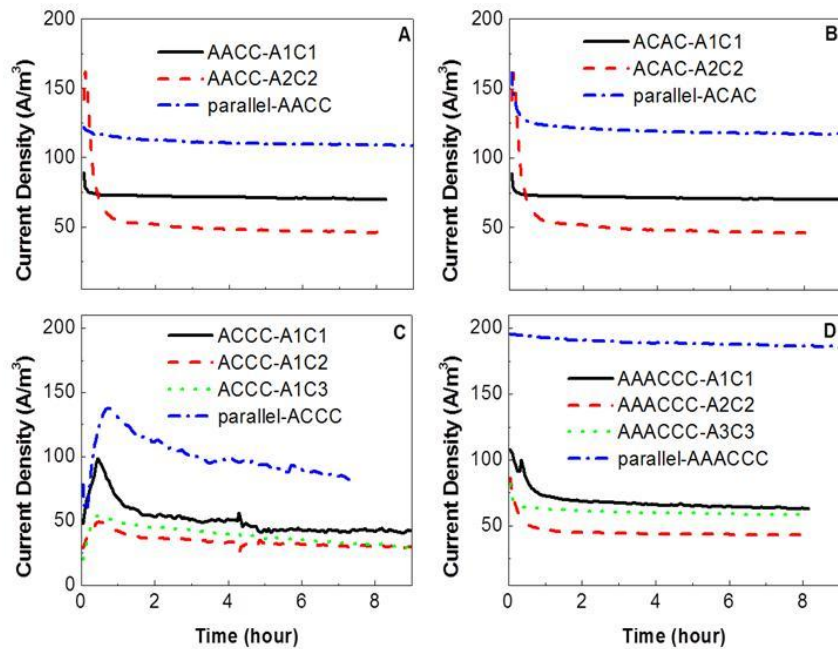 A
200
150
100
50
Current Density (A/m³)
AACC-A1C1
AACC-A2C2
parallel-AACC
B
200
150
100
50
Current Density (A/m³)
ACAC-A1C1
ACAC-A2C2
parallel-ACAC
C
200
150
100
50
0
Current Density (A/m³)
ACCC-A1C1
ACCC-A1C2
ACCC-A1C3
parallel-ACCC
0 2 4 6 8
Time (hour)
D
200
150
100
50
0
Current Density (A/m³)
AAACCC-A1C1
AAACCC-A2C2
AAACCC-A3C3
parallel-AAACCC
0 2 4 6 8
Time (hour)